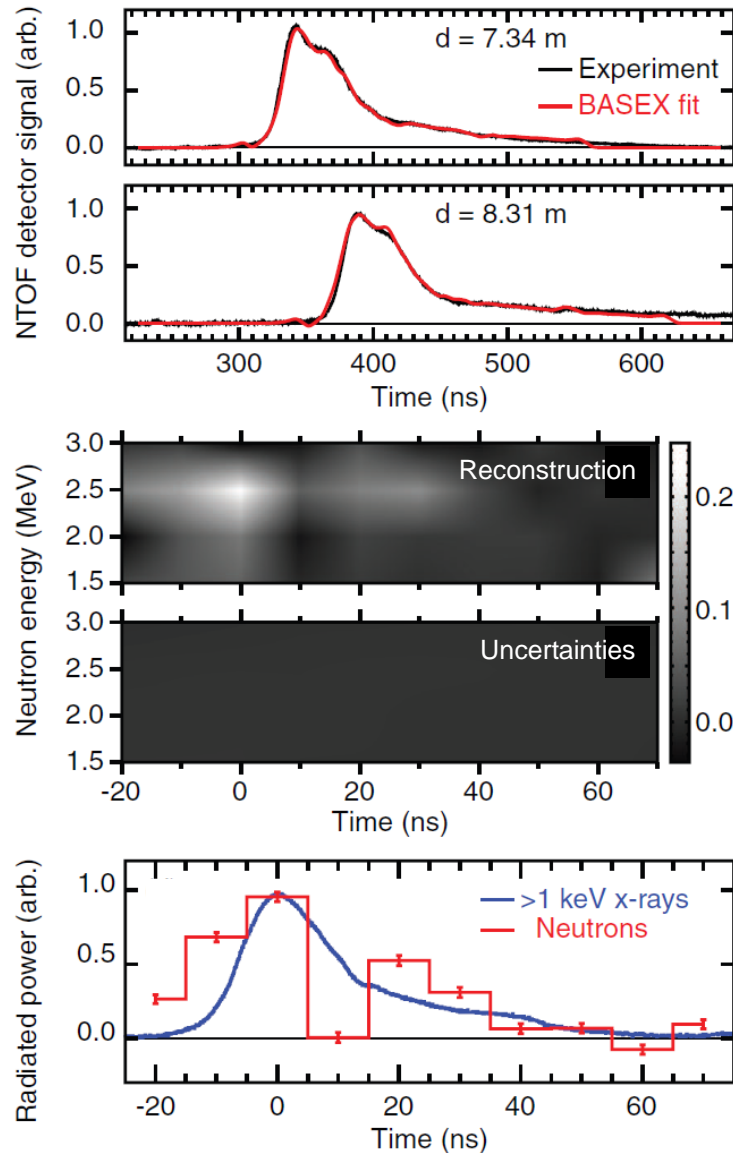 NTOF detector signal (arb.)
1.0
0.5
0.0
d = 7.34 m
Experiment
BASEX fit
1.0
0.5
0.0
d = 8.31 m
300 400 500 600
Time (ns)
Neutron energy (MeV)
3.0
2.5
2.0
1.5
Reconstruction
3.0
2.5
2.0
1.5
Uncertainties
0.2
0.1
0.0
-20 0 20 40 60
Time (ns)
Radiated power (arb.)
1.0
0.5
0.0
>1 keV x-rays
Neutrons
-20 0 20 40 60
Time (ns)